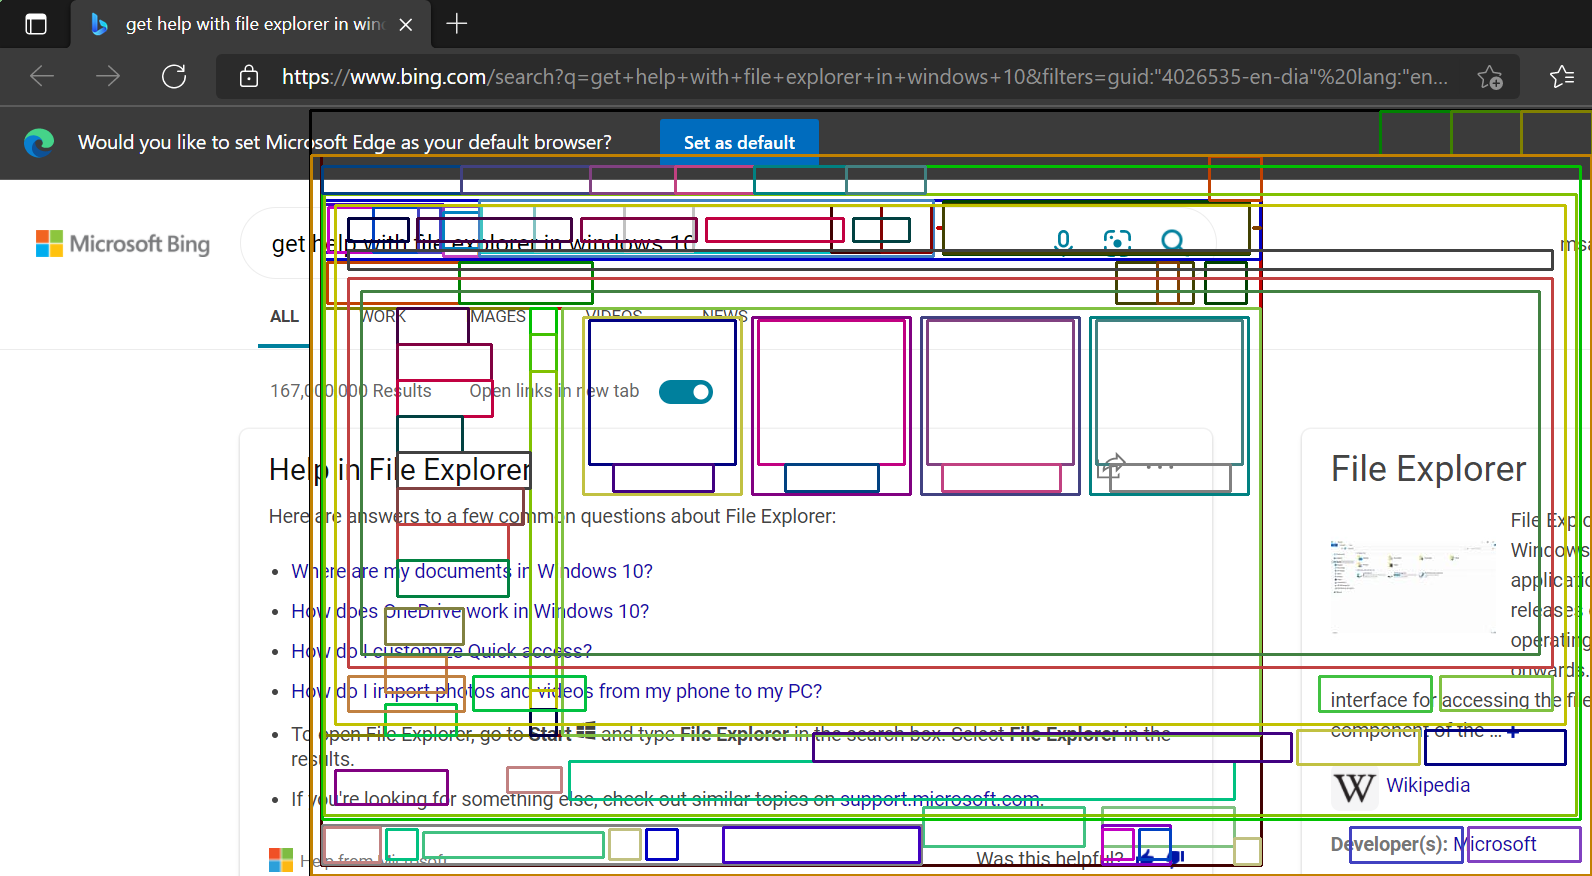 get help with file explorer in win
https://www.bing.com/search?q=get+help+with+file+explorer+in+windows+10&filters=guid:"4026535-en-dia"%20lang:"en...
Would you like to set Microsoft Edge as your default browser?
Set as default
Microsoft Bing
get help with file explorer in windows 10
msa
ALL WORK IMAGES VIDEOS NEWS
167,000,000 Results Open links in new tab
Help in File Explorer
Here are answers to a few common questions about File Explorer:
• Where are my documents in Windows 10?
• How does OneDrive work in Windows 10?
• How do I customize Quick access?
• How do I import photos and videos from my phone to my PC?
• To open File Explorer, go to Start and type File Explorer in the search box. Select File Explorer in the
results.
• If you're looking for something else, check out similar topics on support.microsoft.com.
Help from Microsoft
Was this helpful?
File Explorer
File Explo
Windows
applicatio
releases o
operating
onwards.
interface for accessing the file
component of the ... +
Wikipedia
Developer(s): Microsoft